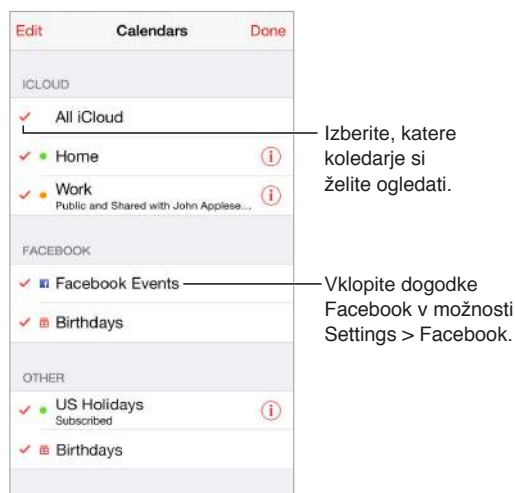 Edit Calendars Done
ICLOUD
All iCloud
Home
Work
Public and Shared with John Applese...
FACEBOOK
Facebook Events
Birthdays
OTHER
US Holidays
Subscribed
Birthdays
Izberite, katere
koledarje si
želite ogledati.
Vklopite dogodke
Facebook v možnosti
Settings > Facebook.